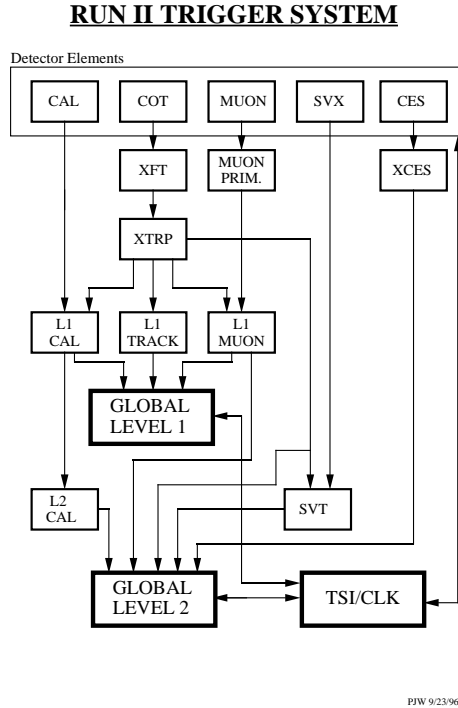 RUN II TRIGGER SYSTEM
Detector Elements
CAL
COT
MUON
SVX
CES
XFT
MUON
PRIM.
XCES
XTRP
L1
CAL
L1
TRACK
L1
MUON
GLOBAL
LEVEL 1
L2
CAL
SVT
GLOBAL
LEVEL 2
TSI/CLK
PJW 9/23/96